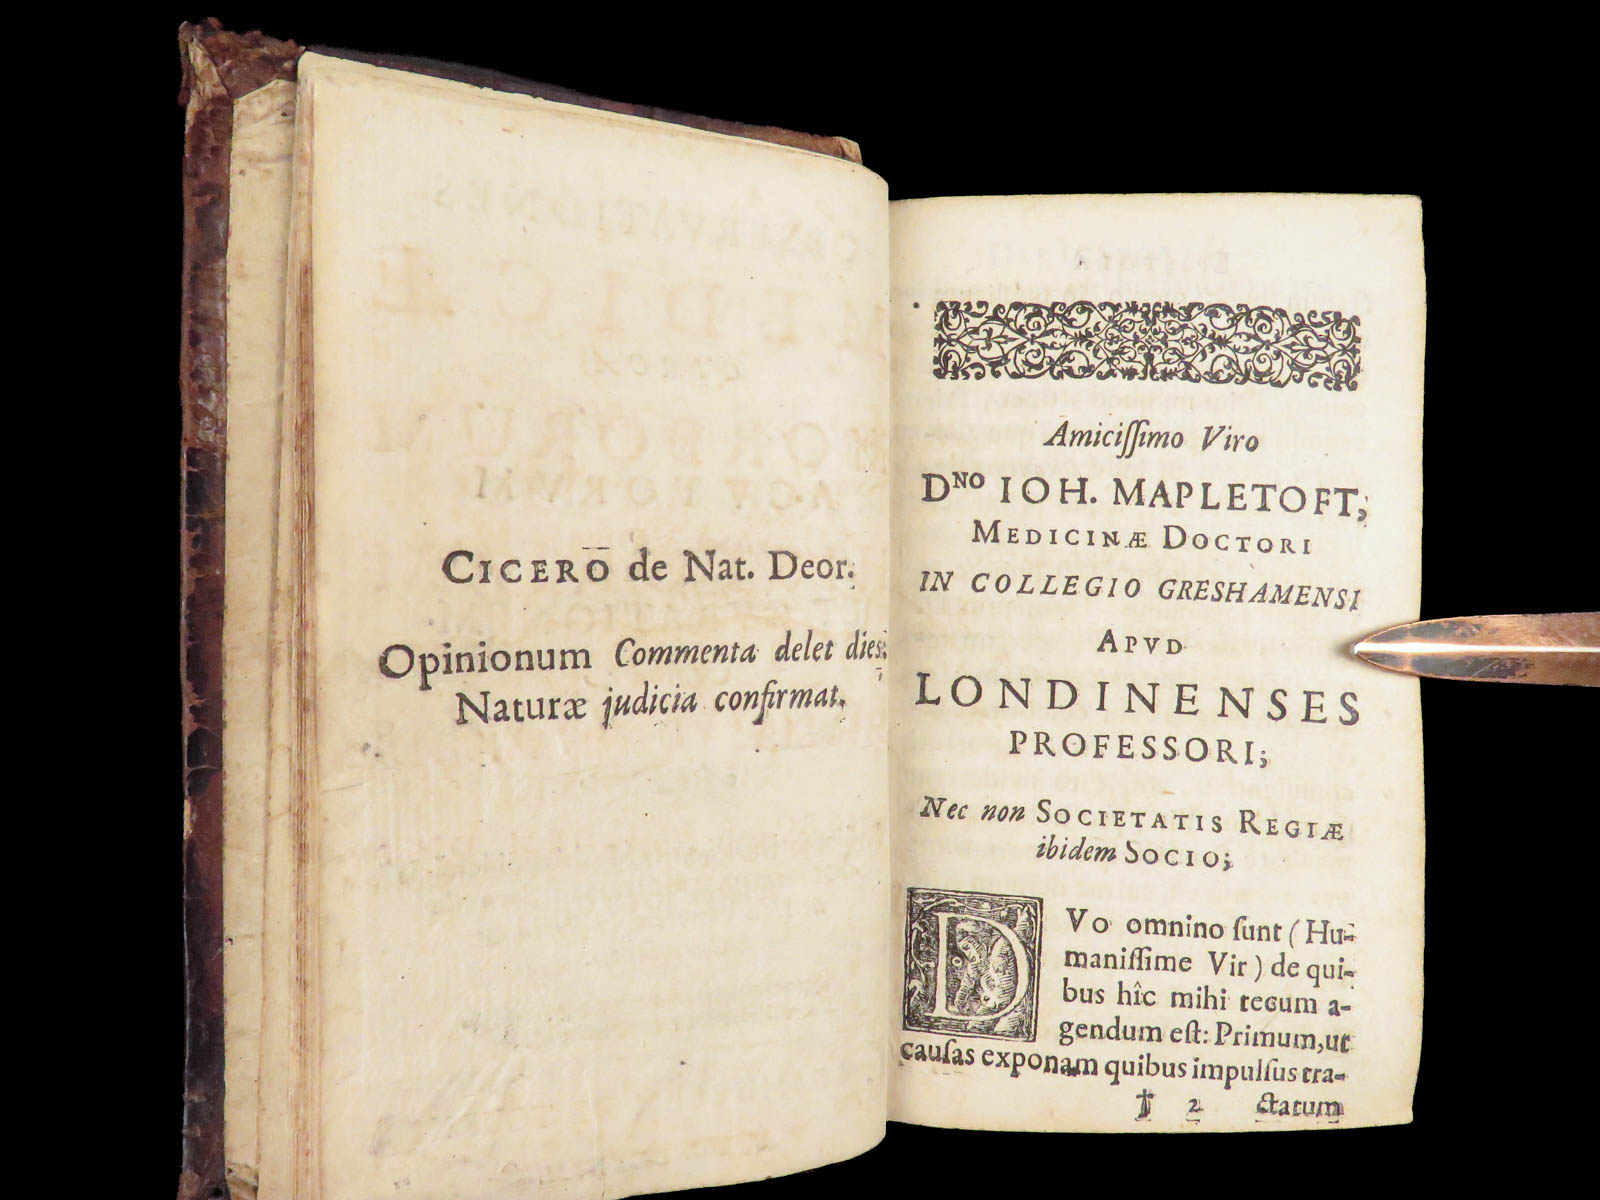 CICERO de Nat. Deor.
Opinionum Commenta delet dies:
Naturæ judicia confirmat.
Amiciſſimo Viro
Dᴺᴼ IOH. MAPLETOFT;
MEDICINÆ DOCTORI
IN COLLEGIO GRESHAMENSI
APVD
LONDINENSES
PROFESSORI;
Nec non SOCIETATIS REGIÆ
ibidem SOCIO;
DVo omnino ſunt (Hu-
maniſſime Vir) de qui-
bus hîc mihi tecum a-
gendum eſt: Primum, ut
cauſas exponam quibus impulſus tra-
† 2 ctatum